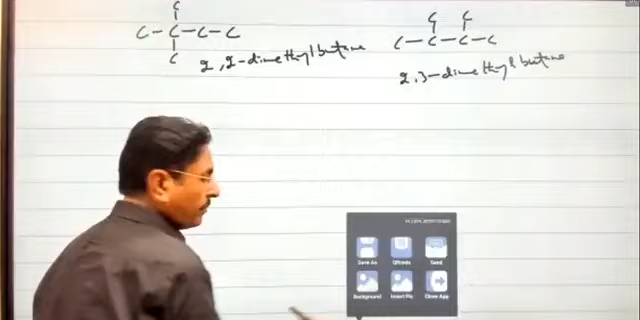 C
C-C-C-C
C
2,2-dimethylbutane
C C
C-C-C-C
2,3-dimethylbutane
Save As QRcode Send
Background Insert Pic Close App